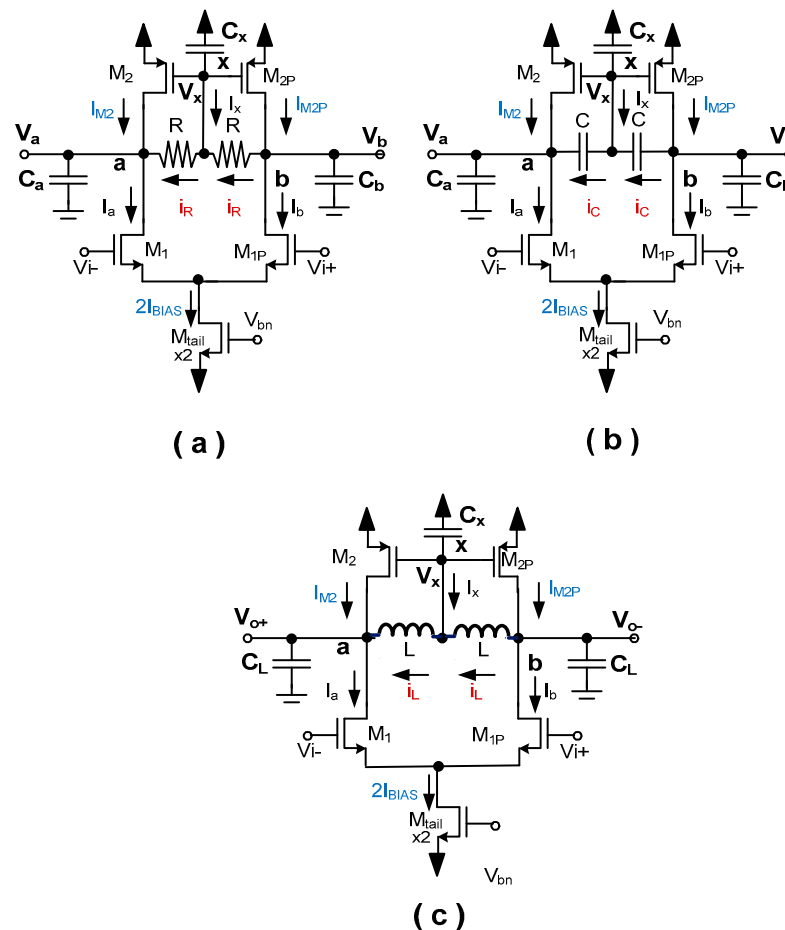 Cx
x
M2
M2P
Vx
Ix
IM2
IM2P
R
R
Va
a
b
Vb
Ca
Cb
Ia
iR
iR
Ib
M1
M1P
Vi-
Vi+
2IBIAS
Vbn
Mtail
x2
( a )
Cx
x
M2
M2P
Vx
Ix
IM2
IM2P
C
C
Va
a
b
V
Ca
Ia
iC
iC
Ib
M1
M1P
Vi-
Vi+
2IBIAS
Vbn
Mtail
x2
( b )
Cx
x
M2
M2P
Vx
Ix
IM2
IM2P
Vo+
a
L
L
b
Vo-
CL
CL
Ia
iL
iL
Ib
M1
M1P
Vi-
Vi+
2IBIAS
Mtail
x2
Vbn
( c )